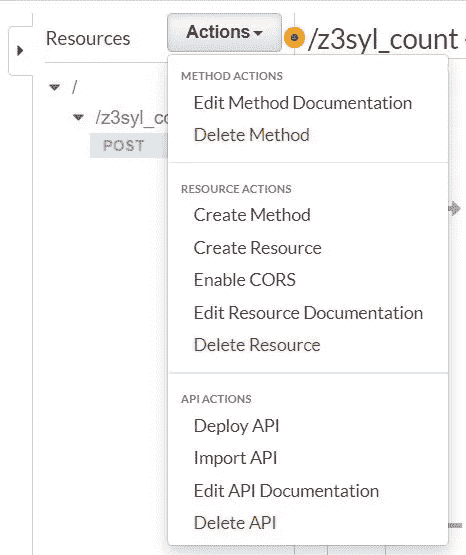 Resources
Actions
/z3syl_count
/
/z3syl_co
POST
METHOD ACTIONS
Edit Method Documentation
Delete Method
RESOURCE ACTIONS
Create Method
Create Resource
Enable CORS
Edit Resource Documentation
Delete Resource
API ACTIONS
Deploy API
Import API
Edit API Documentation
Delete API